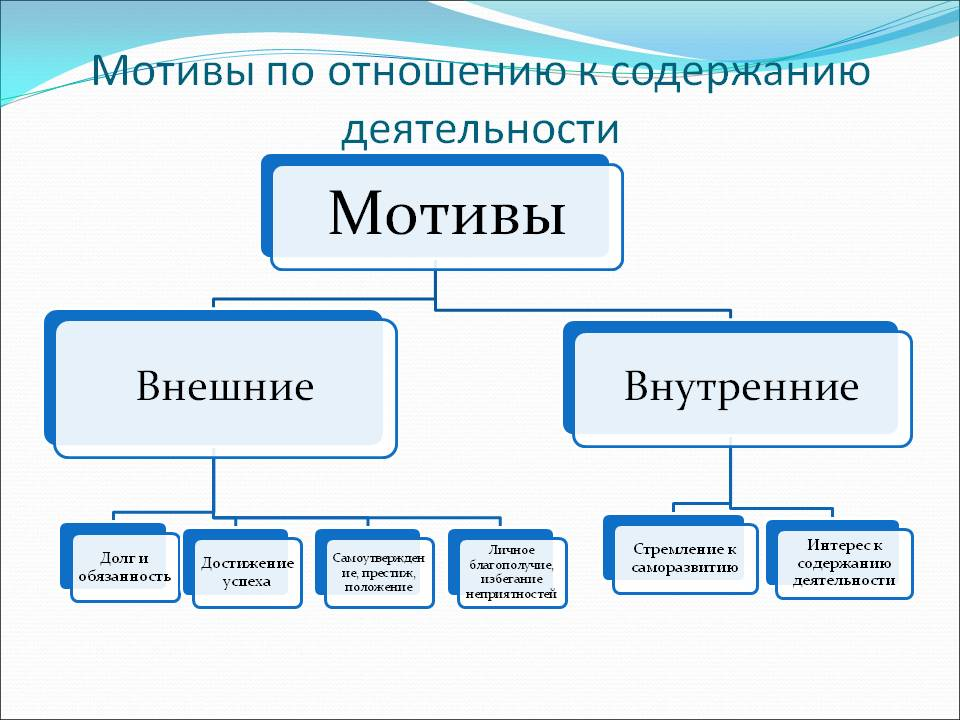 Мотивы по отношению к содержанию
деятельности
Мотивы
Внешние
Внутренние
Долг и
обязанность
Достижение
успеха
Самоутвержден
ие, престиж,
положение
Личное
благополучие,
избегание
неприятностей
Стремление к
саморазвитию
Интерес к
содержанию
деятельности